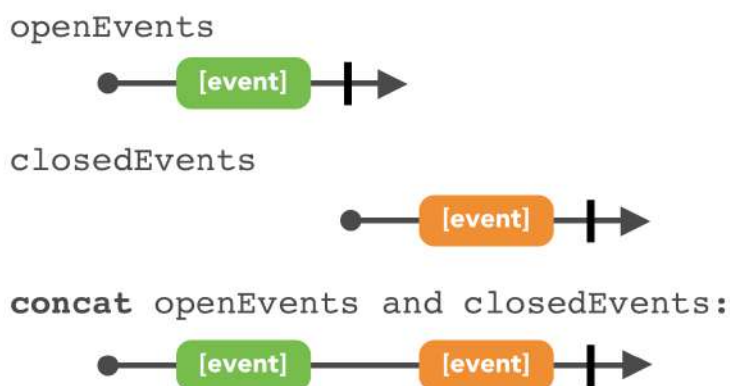 openEvents
[event]
closedEvents
[event]
concat openEvents and closedEvents:
[event] [event]